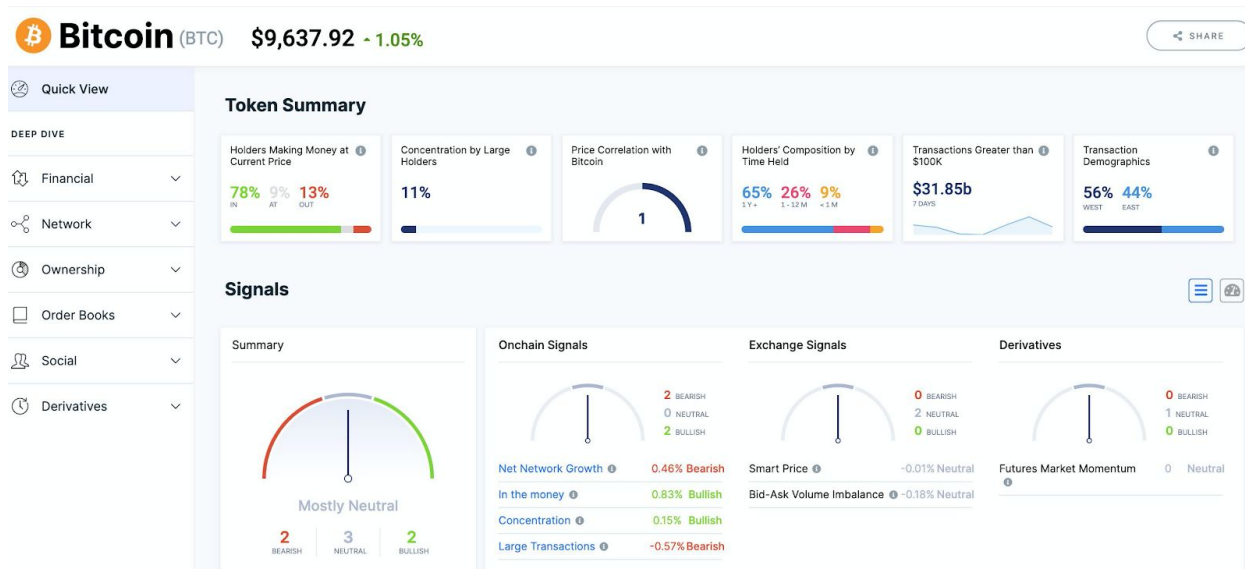 Bitcoin (BTC) $9,637.92 1.05%
SHARE
Quick View
DEEP DIVE
Financial
Network
Ownership
Order Books
Social
Derivatives
Token Summary
Holders Making Money at
Current Price
78% 9% 13%
IN AT OUT
Concentration by Large
Holders
11%
Price Correlation with
Bitcoin
1
Holders' Composition by
Time Held
65% 26% 9%
1 Y+ 1 - 12 M < 1 M
Transactions Greater than
$100K
$31.85b
7 DAYS
Transaction
Demographics
56% 44%
WEST EAST
Signals
Summary
Mostly Neutral
2 3 2
BEARISH NEUTRAL BULLISH
Onchain Signals
2 BEARISH
0 NEUTRAL
2 BULLISH
Net Network Growth 0.46% Bearish
In the money 0.83% Bullish
Concentration 0.15% Bullish
Large Transactions -0.57% Bearish
Exchange Signals
0 BEARISH
2 NEUTRAL
0 BULLISH
Smart Price -0.01% Neutral
Bid-Ask Volume Imbalance -0.18% Neutral
Derivatives
0 BEARISH
1 NEUTRAL
0 BULLISH
Futures Market Momentum 0 Neutral